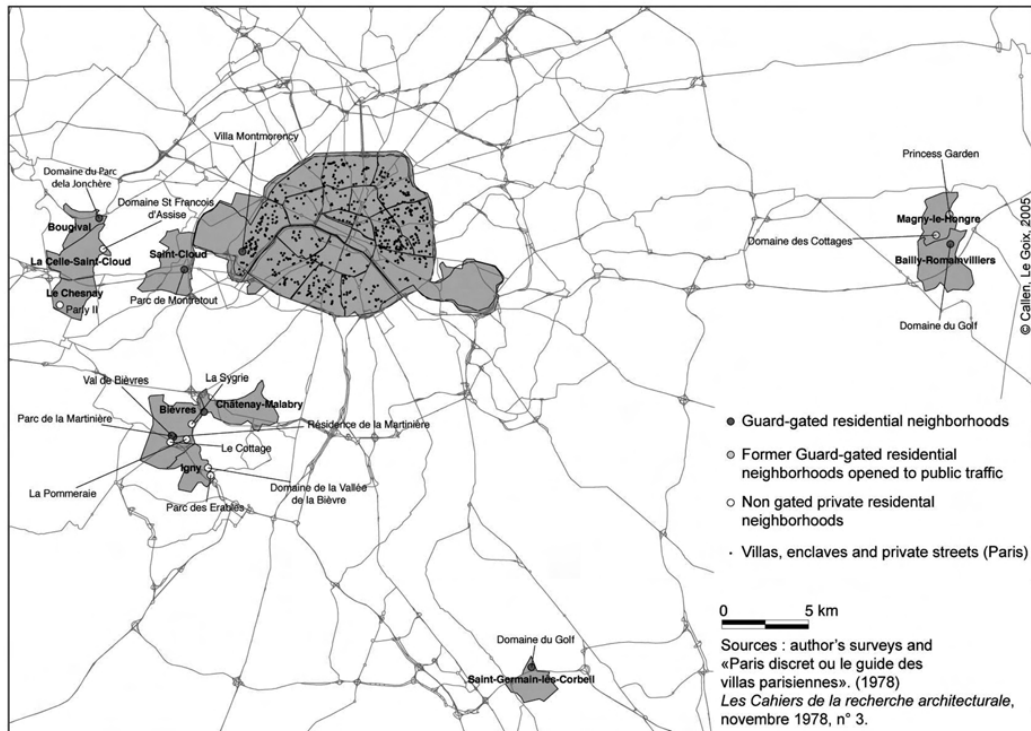 Villa Montmorency
Domaine du Parc
dela Jonchère
Domaine St Francois
d'Assise
Bougival
La Celle-Saint-Cloud
Saint-Cloud
Le Chesnay
Parly II
Parc de Montretout
Princess Garden
Magny-le-Hongre
Domaine des Cottages
Bailly-Romainvilliers
Domaine du Golf
© Callen, Le Goix, 2005
Val de Bièvres
La Sygrie
Bièvres
Châtenay-Malabry
Parc de la Martinière
Résidence de la Martinière
Le Cottage
La Pommeraie
Igny
Domaine de la Vallée
de la Bièvre
Parc des Erables
Domaine du Golf
Saint-Germain-lès-Corbeil
Guard-gated residential neighborhoods
Former Guard-gated residential
neighborhoods opened to public traffic
Non gated private residental
neighborhoods
Villas, enclaves and private streets (Paris)
0 5 km
Sources : author's surveys and
«Paris discret ou le guide des
villas parisiennes». (1978)
Les Cahiers de la recherche architecturale,
novembre 1978, n° 3.